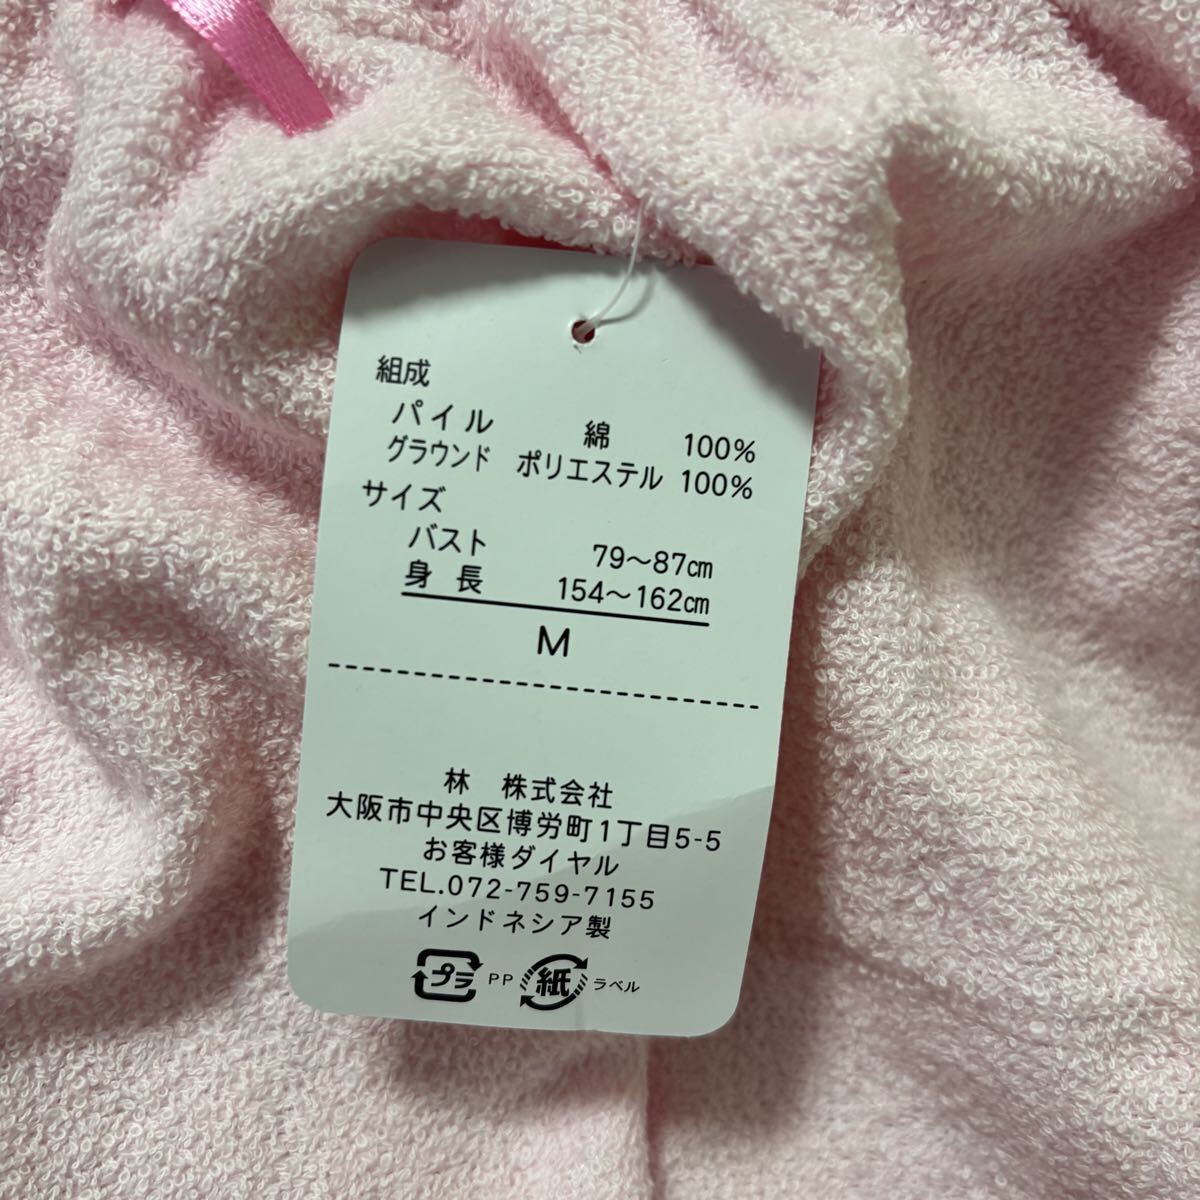 組成
パイル 綿 100%
グラウンド ポリエステル 100%
サイズ
バスト 79～87㎝
身長 154～162㎝
M
林 株式会社
大阪市中央区博労町1丁目5-5
お客様ダイヤル
TEL.072-759-7155
インドネシア製
プラ PP 紙 ラベル